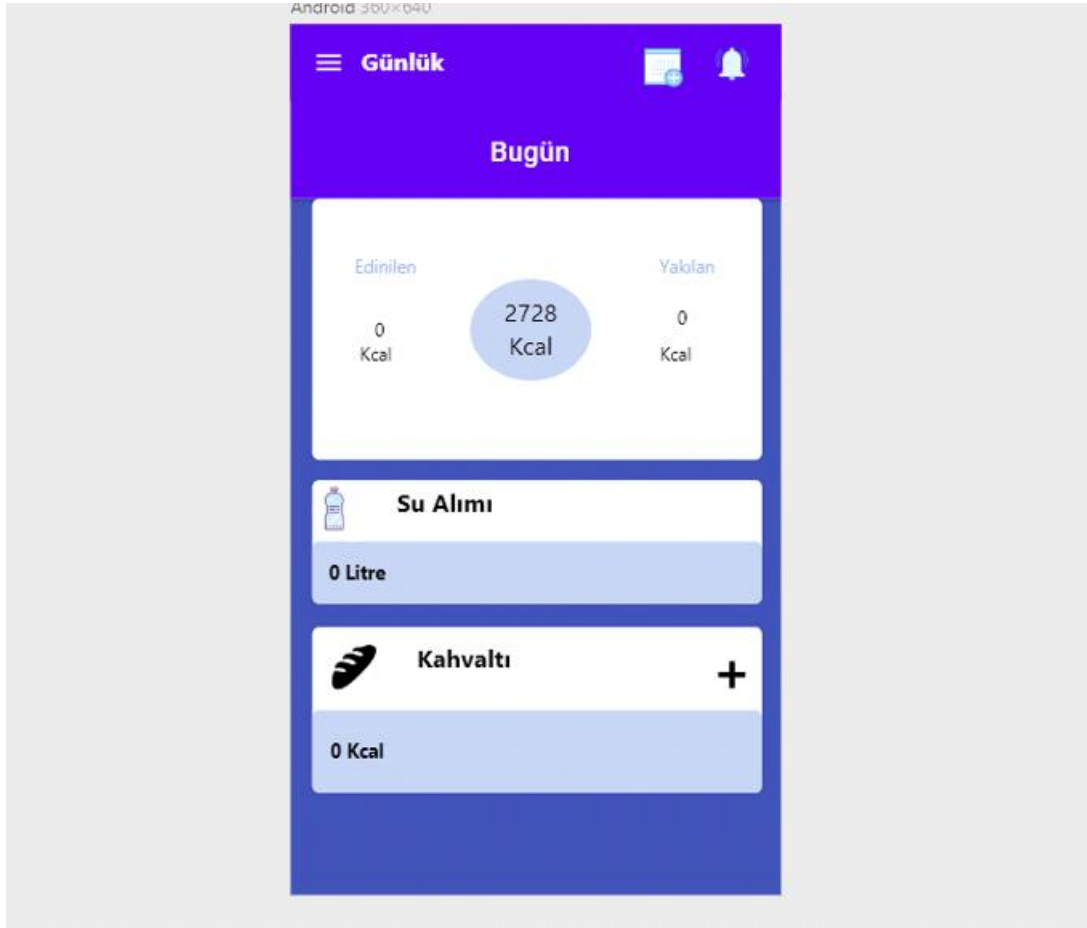 Android 360×640
Günlük
Bugün
Edinilen
Yakılan
2728
Kcal
0
Kcal
0
Kcal
Su Alımı
0 Litre
Kahvaltı
0 Kcal